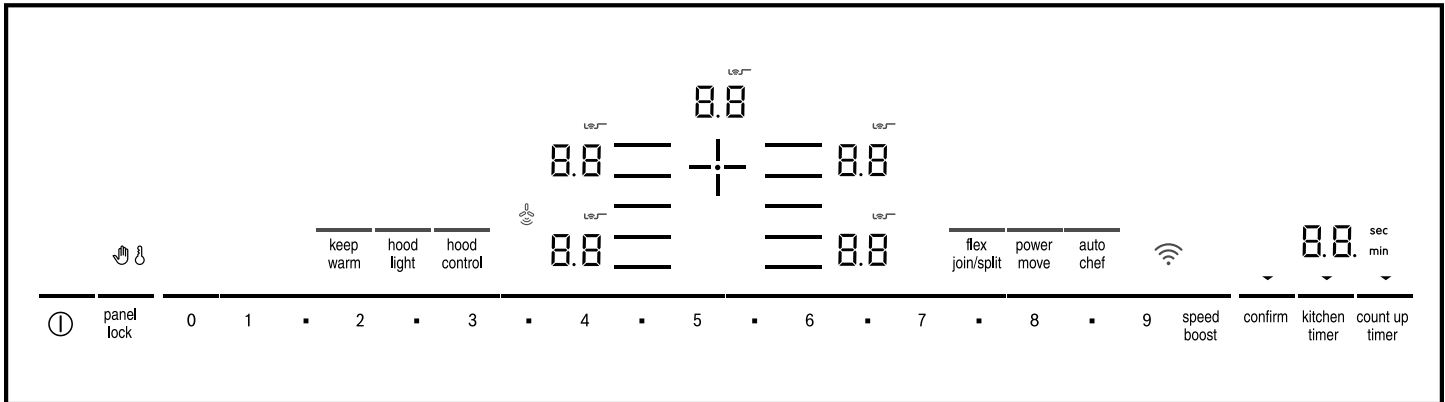 8.8
8.8
8.8
8.8
8.8
keep
warm
hood
light
hood
control
flex
join/split
power
move
auto
chef
8.8.
sec
min
panel
lock
0 1 ▪ 2 ▪ 3 ▪ 4 ▪ 5 ▪ 6 ▪ 7 ▪ 8 ▪ 9
speed
boost
confirm
kitchen
timer
count up
timer